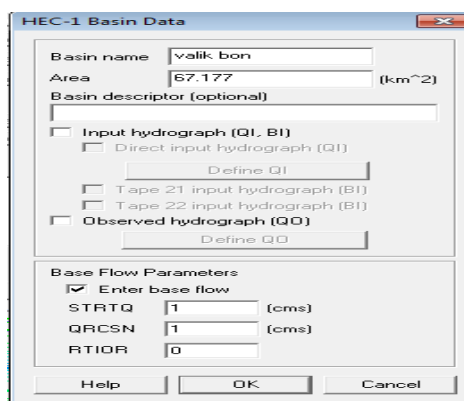 HEC-1 Basin Data
Basin name valik bon
Area 67.177 (km^2)
Basin descriptor (optional)
Input hydrograph (QI, BI)
Direct input hydrograph (QI)
Define QI
Tape 21 input hydrograph (BI)
Tape 22 input hydrograph (BI)
Observed hydrograph (QO)
Define QO
Base Flow Parameters
Enter base flow
STRTQ 1 (cms)
QRCSN 1 (cms)
RTIOR 0
Help OK Cancel